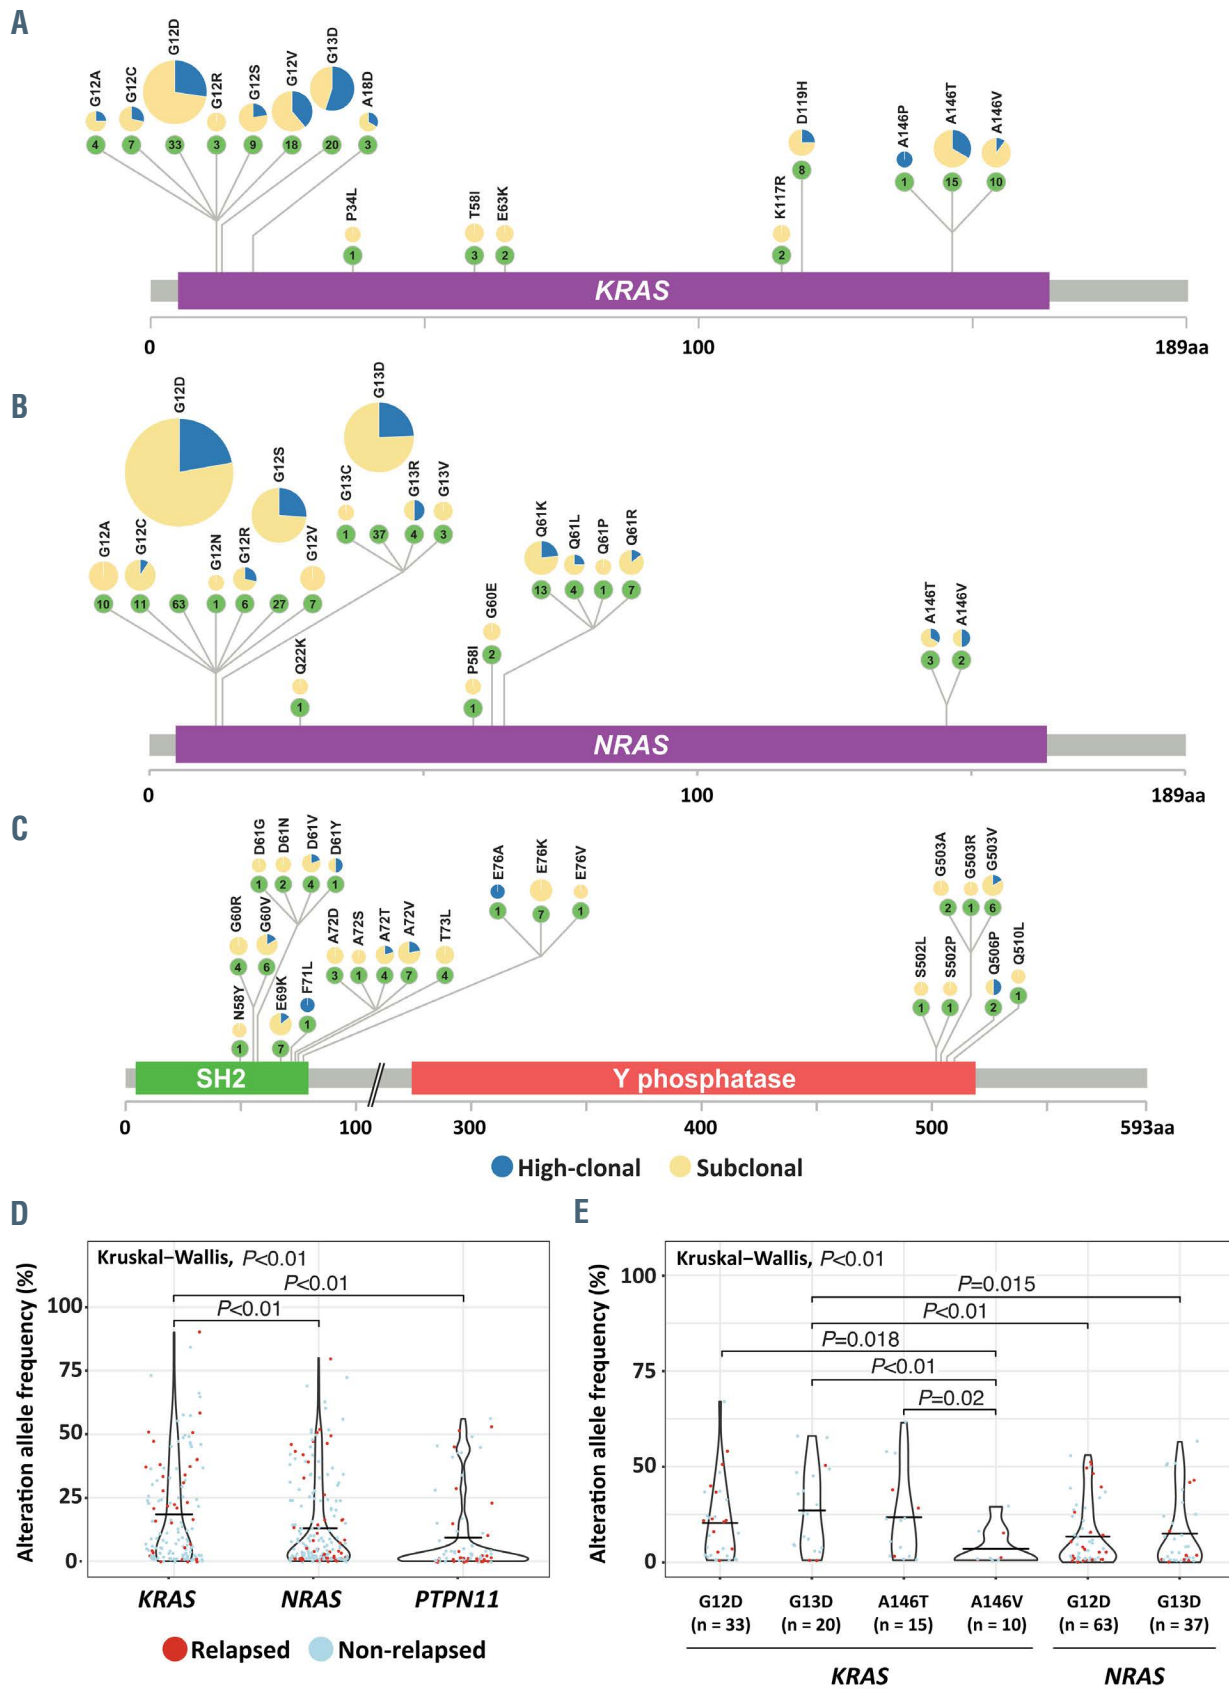 A
G12A
G12C
G12D
G12R
G12S
G12V
G13D
A18D
4
7
33
3
9
18
20
3
P34L
1
T58I
3
E63K
2
K117R
2
D119H
8
A146P
A146T
A146V
1
15
10
KRAS
0
100
189aa
B
G12A
G12C
G12D
G12N
G12R
G12S
G12V
10
11
63
1
6
27
7
G13C
G13D
G13R
G13V
1
37
4
3
Q22K
1
P58I
1
G60E
2
Q61K
Q61L
Q61P
Q61R
13
4
1
7
A146T
A146V
3
2
NRAS
0
100
189aa
C
N58Y
1
G60R
G60V
4
6
D61G
D61N
D61V
D61Y
1
2
4
1
E69K
7
F71L
1
A72D
A72S
A72T
A72V
T73L
3
1
4
7
4
E76A
E76K
E76V
1
7
1
S502L
S502P
1
1
G503A
G503R
G503V
2
1
6
Q506P
2
Q510L
1
SH2
Y phosphatase
0
100
300
400
500
593aa
High-clonal
Subclonal
D
Alteration allele frequency (%)
Kruskal–Wallis, P<0.01
P<0.01
P<0.01
100
75
50
25
0
KRAS
NRAS
PTPN11
Relapsed
Non-relapsed
E
Alteration allele frequency (%)
Kruskal–Wallis, P<0.01
P=0.015
P<0.01
P=0.018
P<0.01
P=0.02
100
75
50
25
0
G12D
G13D
A146T
A146V
G12D
G13D
(n = 33)
(n = 20)
(n = 15)
(n = 10)
(n = 63)
(n = 37)
KRAS
NRAS